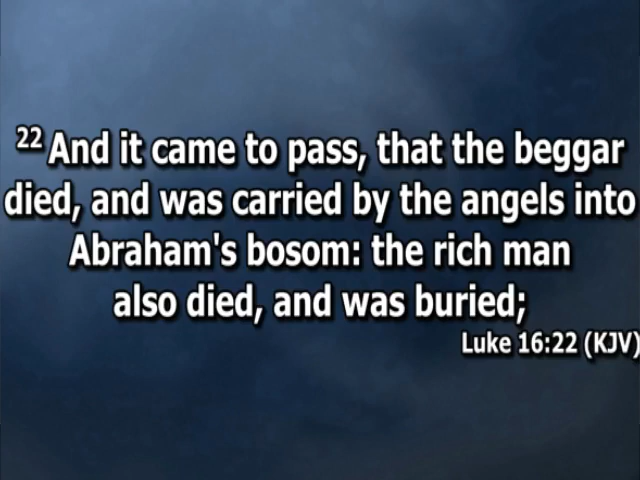 22 And it came to pass, that the beggar
died, and was carried by the angels into
Abraham's bosom: the rich man
also died, and was buried;
Luke 16:22 (KJV)